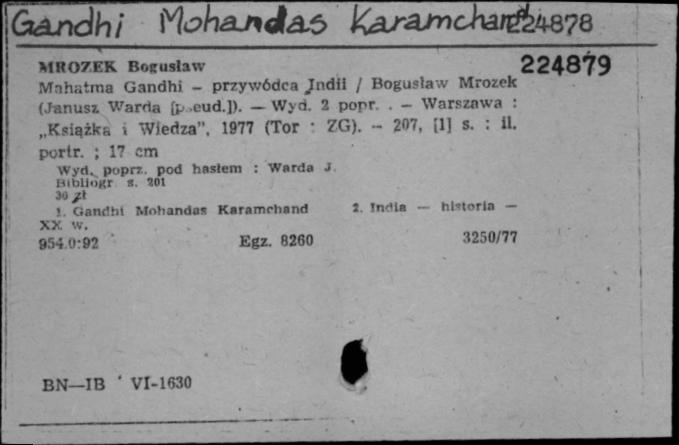 Gandhi Mohandas Karamchand 224878
MROZEK Bogusław 224879
Mahatma Gandhi – przywódca Indii / Bogusław Mrozek
(Janusz Warda [pseud.]). — Wyd. 2 popr. . — Warszawa :
„Książka i Wiedza”, 1977 (Tor : ZG). — 207, [1] s. : il.
portr. ; 17 cm
Wyd. poprz. pod hasłem : Warda J.
Bibliogr. s. 201
30 zł
1. Gandhi Mohandas Karamchand 2. India — historia —
XX w.
954.0:92 Egz. 8260 3250/77
BN—IB VI-1630